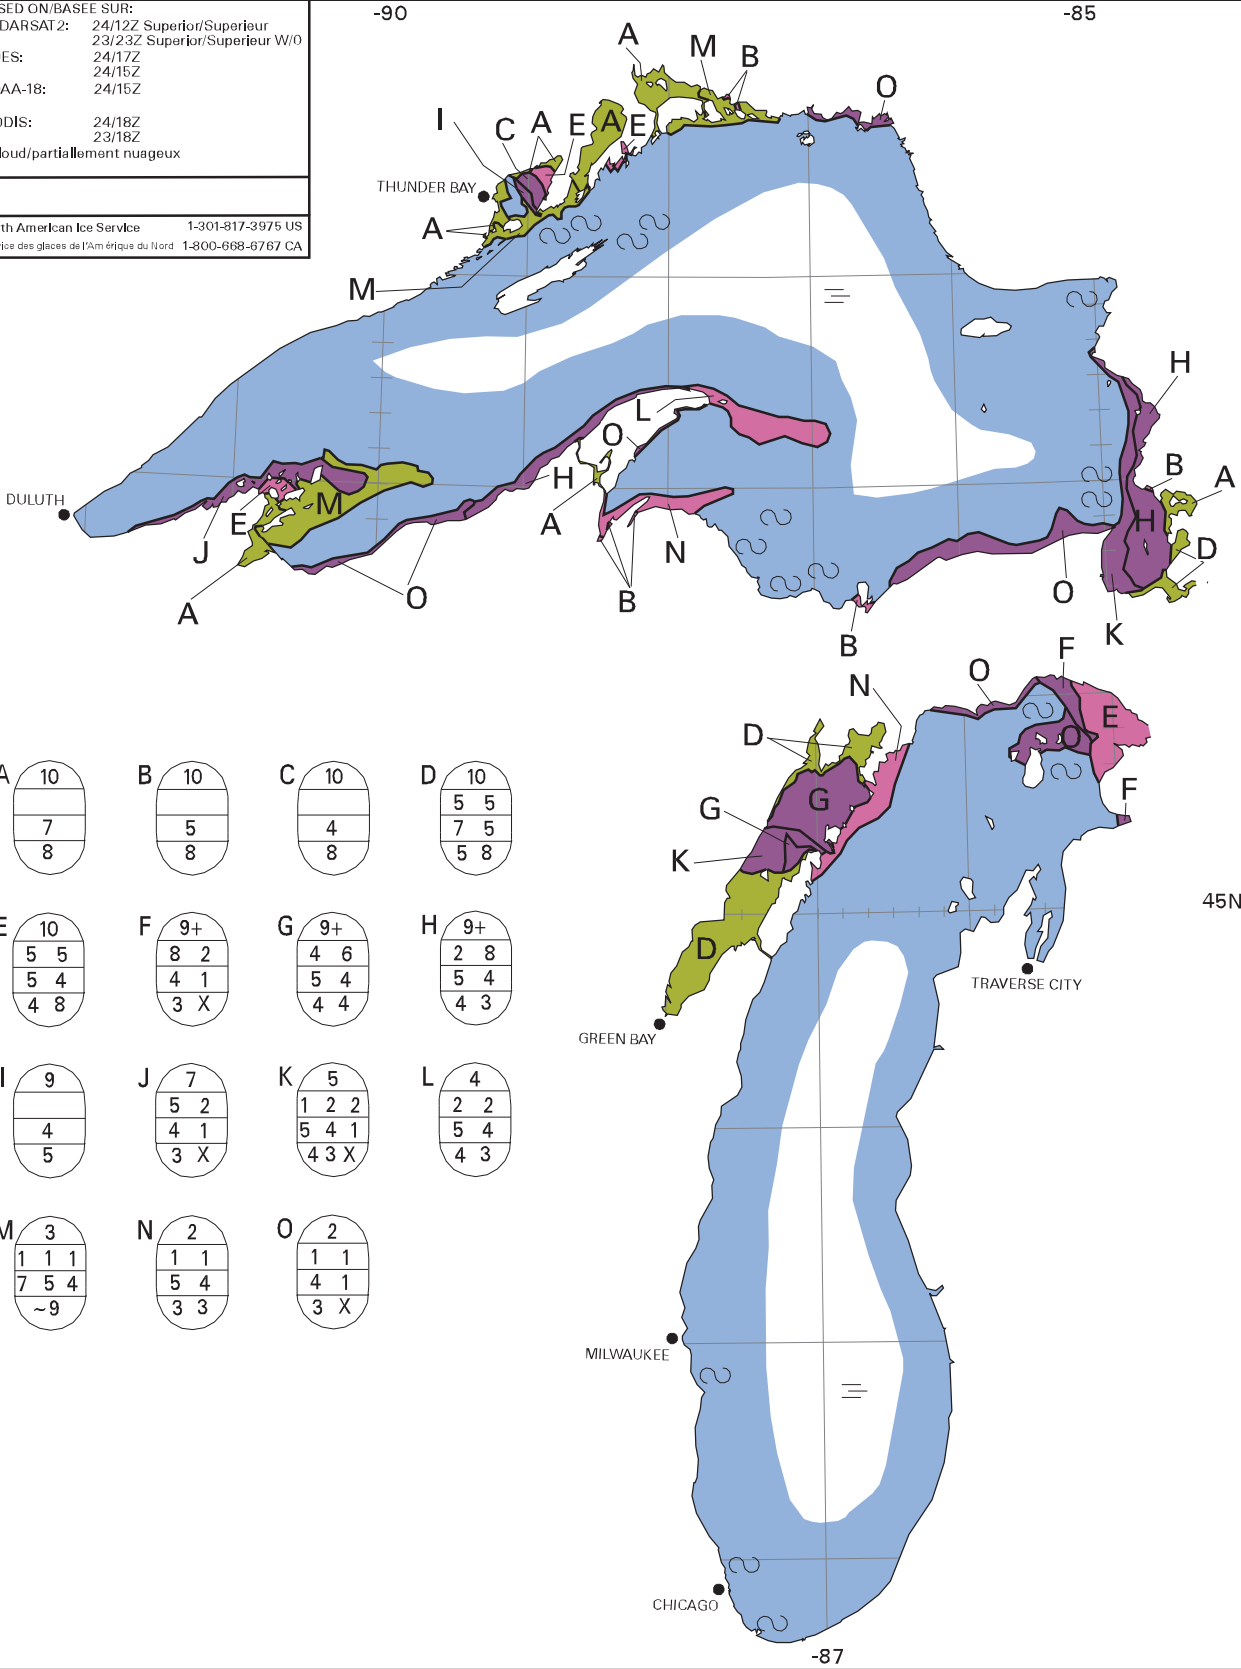 SED ON/BASEE SUR:
DARSAT2: 24/12Z Superior/Superieur
23/23Z Superior/Superieur W/O
ES: 24/17Z
24/15Z
AA-18: 24/15Z
ODIS: 24/18Z
23/18Z
loud/partiallement nuageux
rth American Ice Service 1-301-817-3975 US
vice des glaces de l'Amérique du Nord 1-800-668-6767 CA
-90
-85
A
M
B
O
I
C
A
E
A
E
THUNDER BAY
A
M
H
L
O
DULUTH
M
H
B
A
E
A
N
H
J
D
A
O
B
O
B
K
F
O
N
E
D
O
G
G
F
K
45N
D
TRAVERSE CITY
GREEN BAY
MILWAUKEE
CHICAGO
-87
A 10
7
8
B 10
5
8
C 10
4
8
D 10
5 5
7 5
5 8
E 10
5 5
5 4
4 8
F 9+
8 2
4 1
3 X
G 9+
4 6
5 4
4 4
H 9+
2 8
5 4
4 3
I 9
4
5
J 7
5 2
4 1
3 X
K 5
1 2 2
5 4 1
4 3 X
L 4
2 2
5 4
4 3
M 3
1 1 1
7 5 4
~9
N 2
1 1
5 4
3 3
O 2
1 1
4 1
3 X